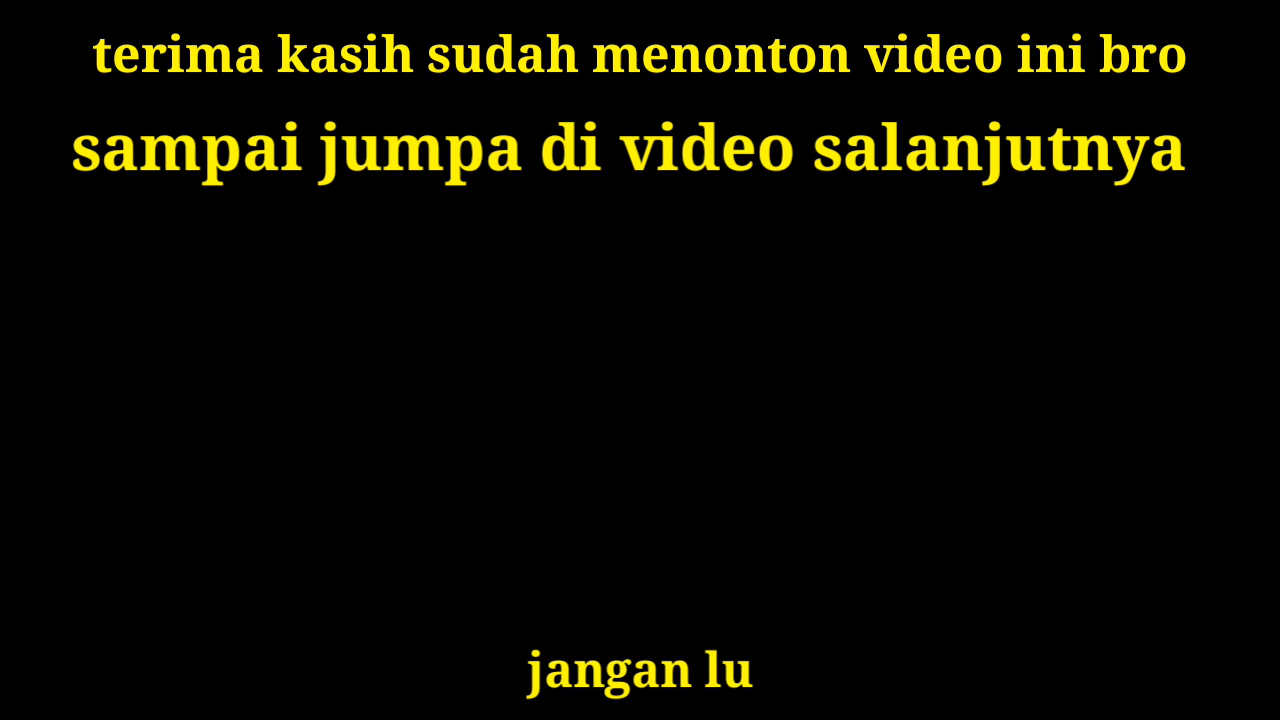 terima kasih sudah menonton video ini bro
sampai jumpa di video salanjutnya
jangan lu